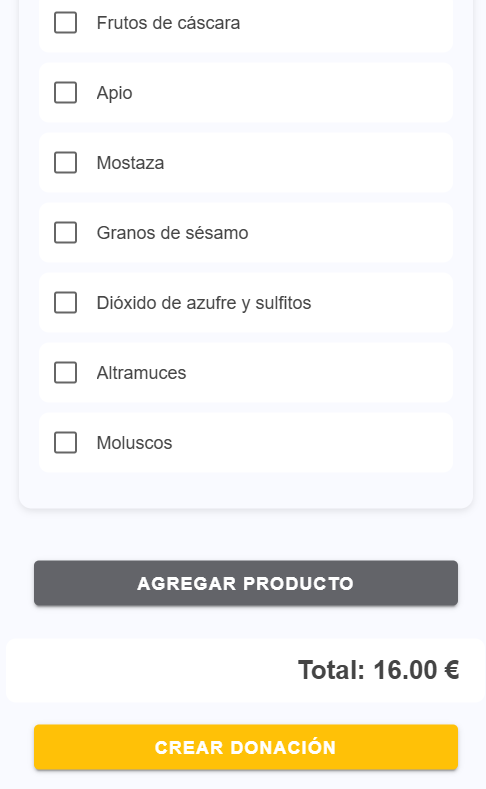 Frutos de cáscara
Apio
Mostaza
Granos de sésamo
Dióxido de azufre y sulfitos
Altramuces
Moluscos
AGREGAR PRODUCTO
Total: 16.00 €
CREAR DONACIÓN